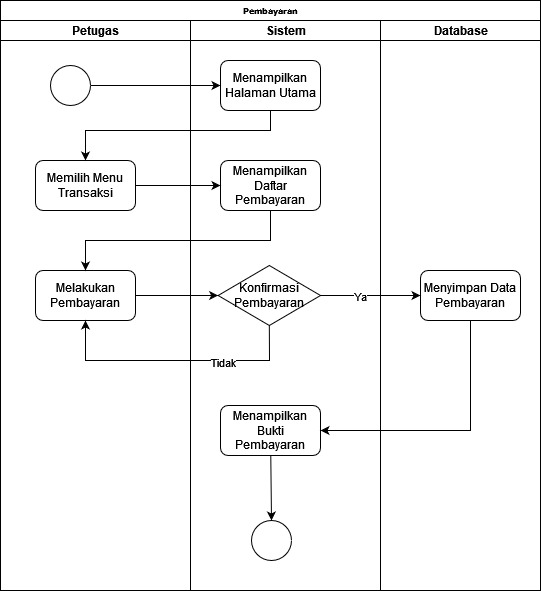 Pembayaran
Petugas
Sistem
Database
Menampilkan
Halaman Utama
Memilih Menu
Transaksi
Menampilkan
Daftar
Pembayaran
Melakukan
Pembayaran
Konfirmasi
Pembayaran
Ya
Menyimpan Data
Pembayaran
Tidak
Menampilkan
Bukti
Pembayaran